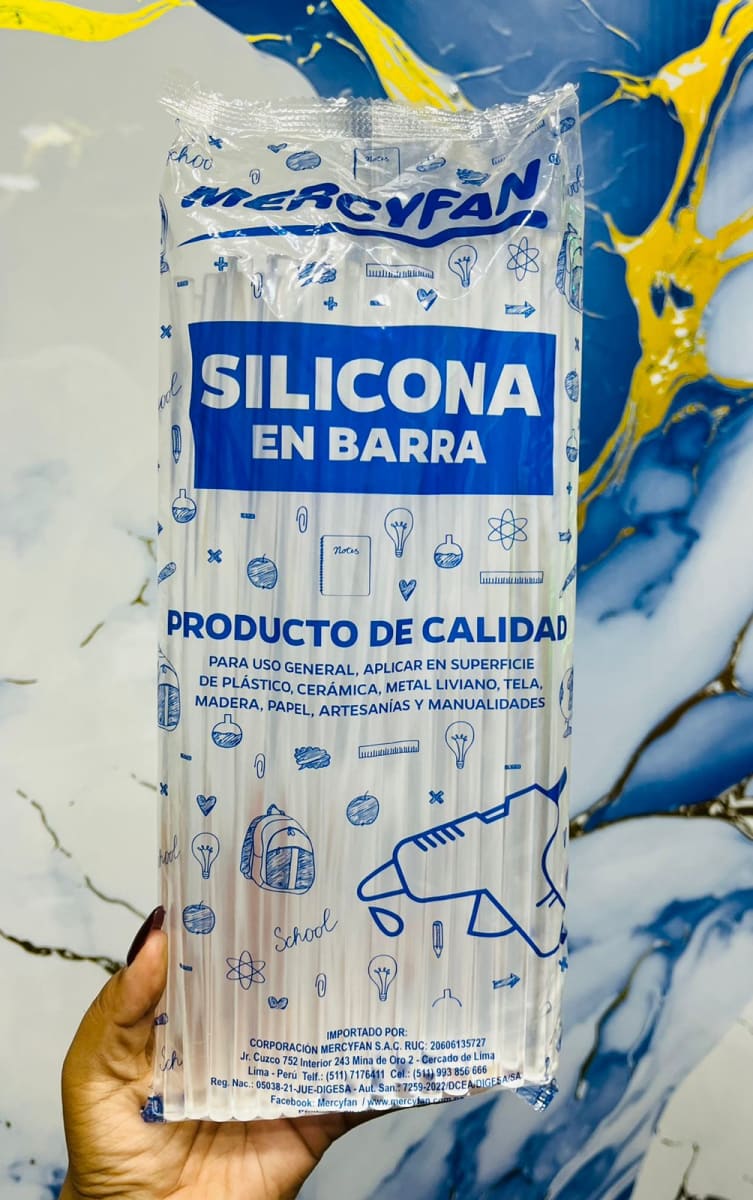 choo
Notes
MERCYFAN
SILICONA
EN BARRA
Notes
PRODUCTO DE CALIDAD
PARA USO GENERAL, APLICAR EN SUPERFICIE
DE PLÁSTICO, CERÁMICA, METAL LIVIANO, TELA,
MADERA, PAPEL, ARTESANÍAS Y MANUALIDADES
School
IMPORTADO POR:
CORPORACIÓN MERCYFAN S.A.C. RUC: 20606135727
Jr. Cuzco 752 Interior 243 Mina de Oro 2 - Cercado de Lima
Lima - Perú Telf.: (511) 7176411 Cel.: (511) 993 856 666
Reg. Nac.: 05038-21-JUE-DIGESA - Aut. San.: 7259-2022/DCEA/DIGESA/SA
Facebook: Mercyfan / www.mercyfan.com